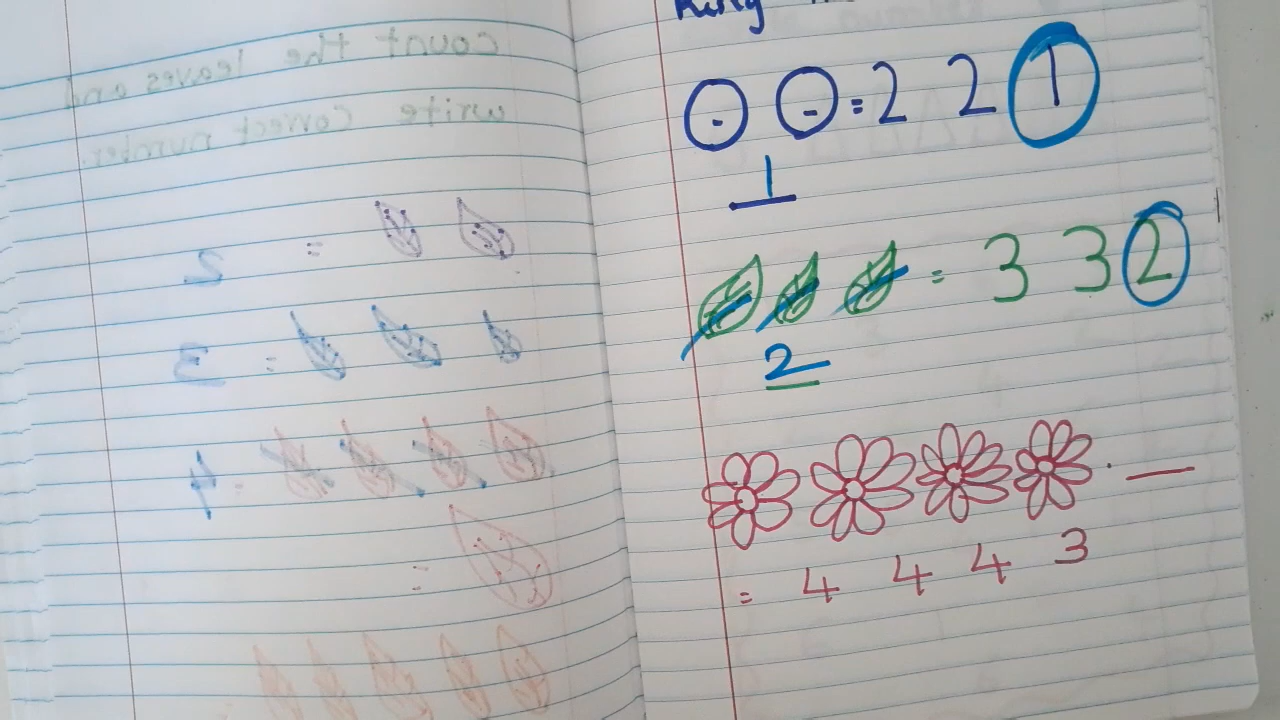 count the leaves and
write correct number.
= 2
= 3
= 4
=
Ring
= 2 2 1
1
= 3 3 2
2
= 4 4 4 3